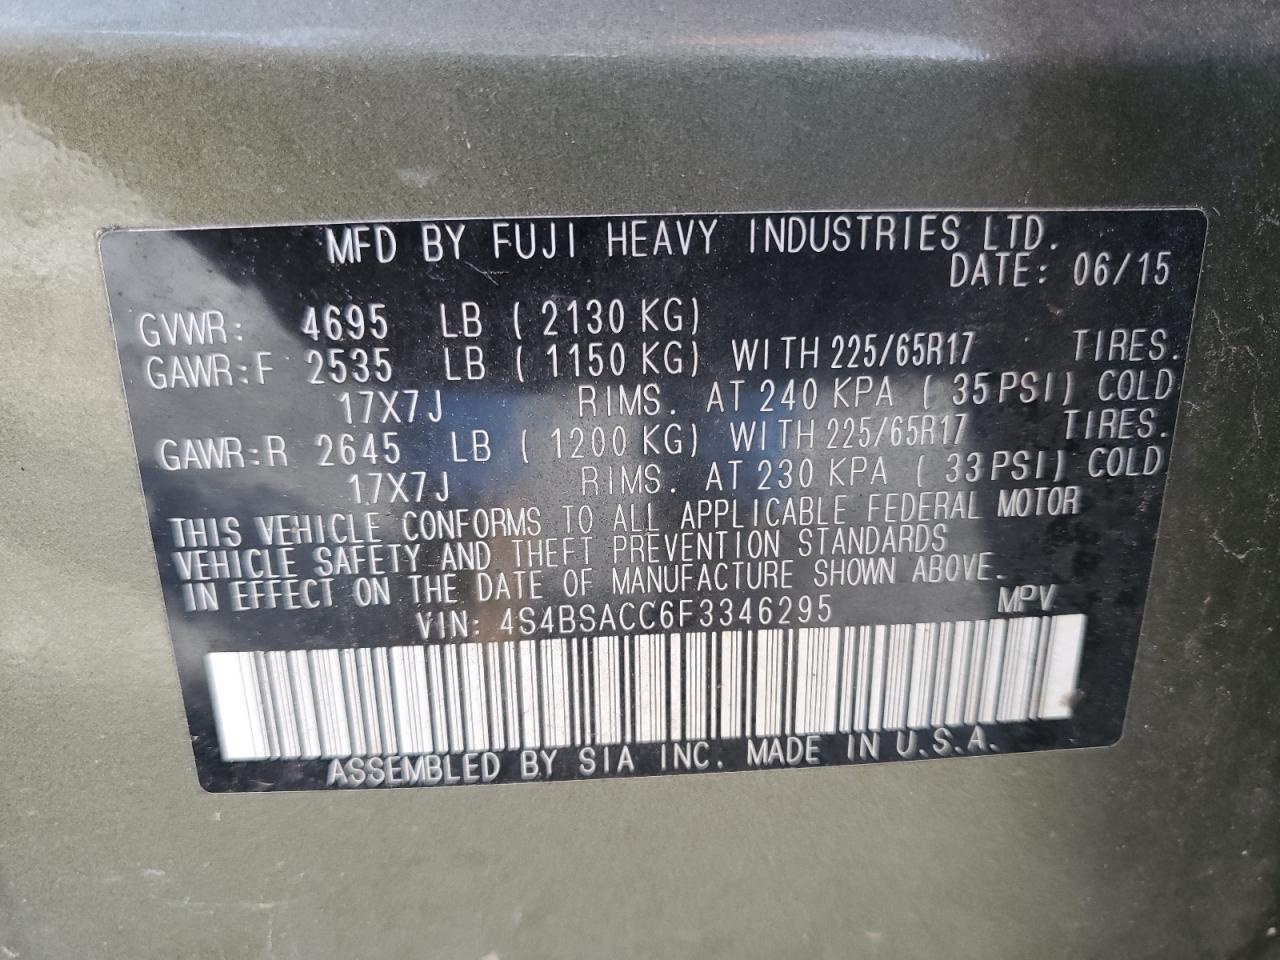 MFD BY FUJI HEAVY INDUSTRIES LTD.
DATE: 06/15
GVWR: 4695 LB ( 2130 KG)
GAWR:F 2535 LB ( 1150 KG) WITH 225/65R17 TIRES.
17X7J RIMS. AT 240 KPA ( 35PSI) COLD
GAWR:R 2645 LB ( 1200 KG) WITH 225/65R17 TIRES.
17X7J RIMS. AT 230 KPA ( 33PSI) COLD
THIS VEHICLE CONFORMS TO ALL APPLICABLE FEDERAL MOTOR
VEHICLE SAFETY AND THEFT PREVENTION STANDARDS
IN EFFECT ON THE DATE OF MANUFACTURE SHOWN ABOVE.
VIN: 4S4BSACC6F3346295 MPV
ASSEMBLED BY SIA INC. MADE IN U.S.A.